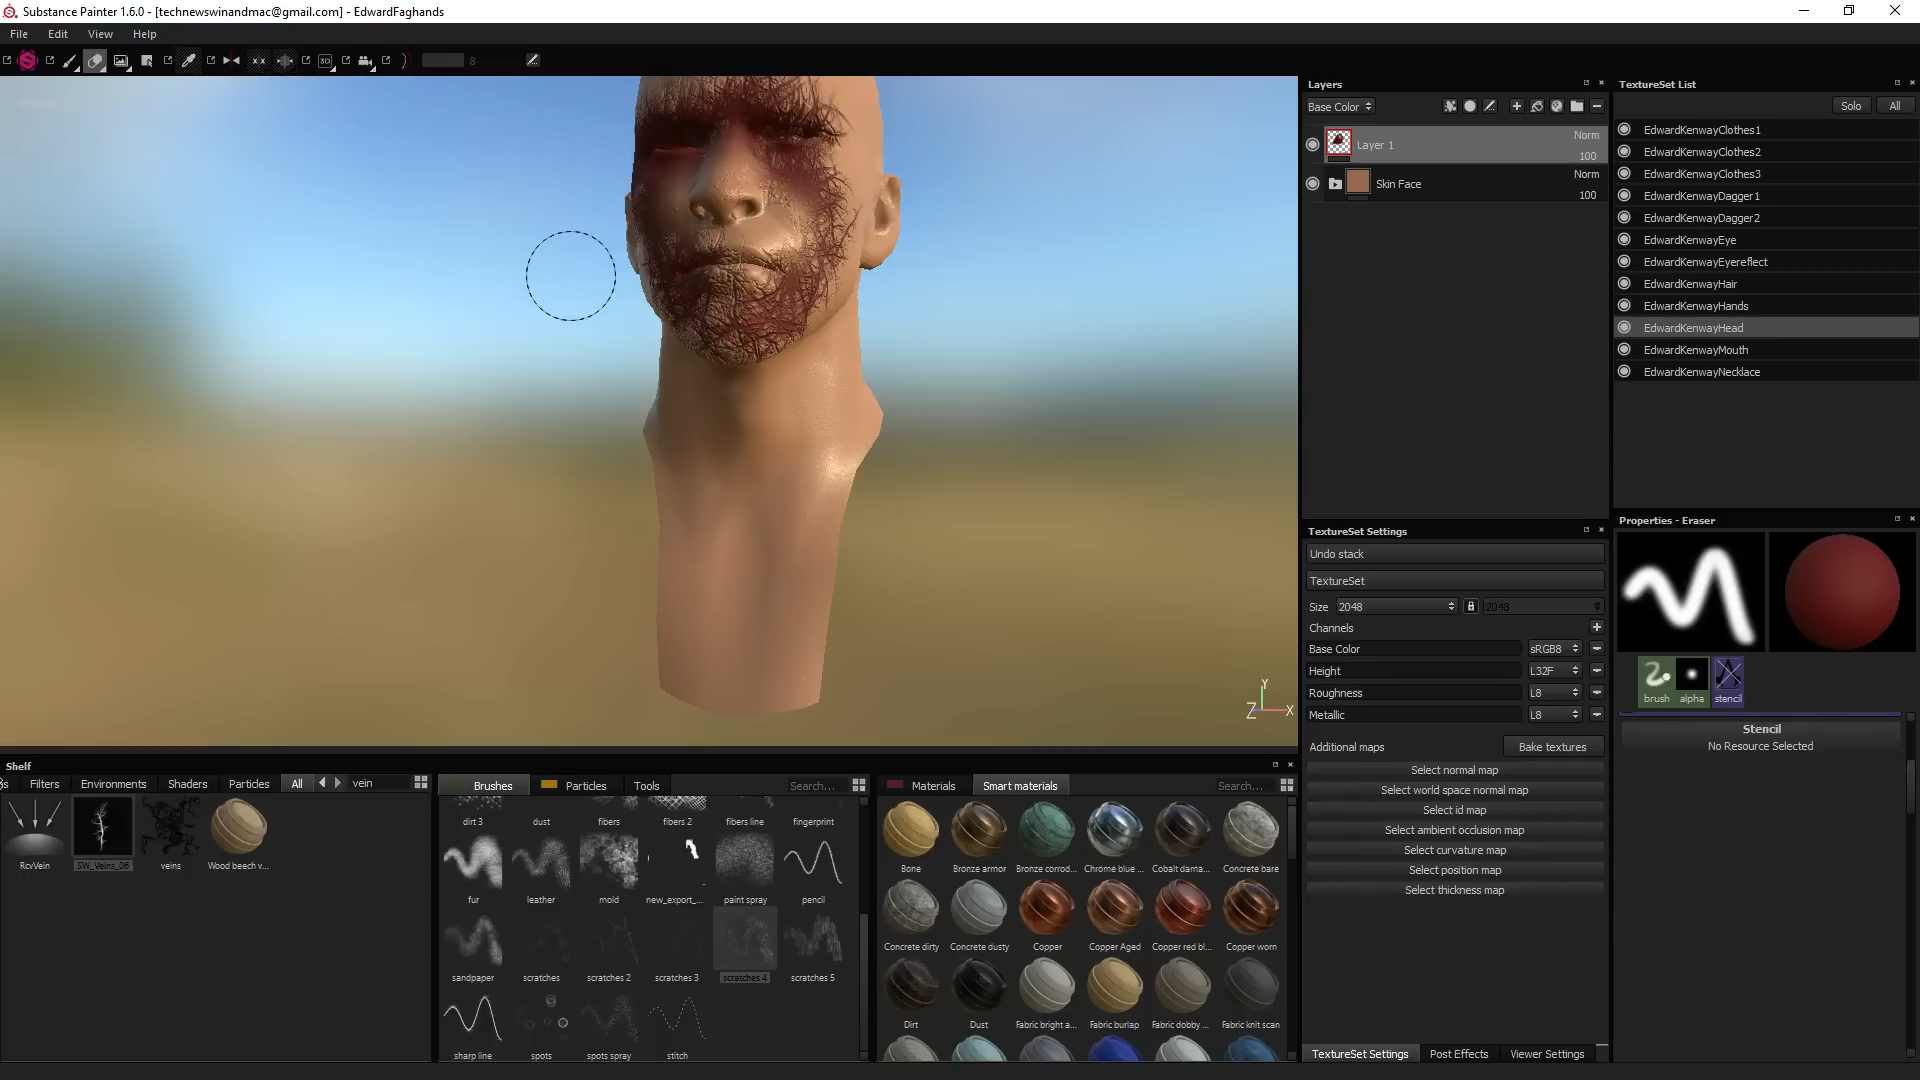 Substance Painter 1.6.0 - [technewswinandmac@gmail.com] - EdwardFaghands
File Edit View Help
3D 8
Layers
Base Color
Layer 1 Norm 100
Skin Face Norm 100
TextureSet List
Solo All
EdwardKenwayClothes1
EdwardKenwayClothes2
EdwardKenwayClothes3
EdwardKenwayDagger1
EdwardKenwayDagger2
EdwardKenwayEye
EdwardKenwayEyereflect
EdwardKenwayHair
EdwardKenwayHands
EdwardKenwayHead
EdwardKenwayMouth
EdwardKenwayNecklace
Y
Z X
TextureSet Settings
Undo stack
TextureSet
Size 2048 2048
Channels
Base Color sRGB8
Height L32F
Roughness L8
Metallic L8
Additional maps Bake textures
Select normal map
Select world space normal map
Select id map
Select ambient occlusion map
Select curvature map
Select position map
Select thickness map
TextureSet Settings Post Effects Viewer Settings
Properties - Eraser
brush alpha stencil
Stencil
No Resource Selected
Shelf
Filters Environments Shaders Particles All vein
RcvVein SW_Veins_06 veins Wood beech v...
Brushes Particles Tools Search...
dirt 3 dust fibers fibers 2 fibers line fingerprint
fur leather mold new_export_... paint spray pencil
sandpaper scratches scratches 2 scratches 3 scratches 4 scratches 5
sharp line spots spots spray stitch
Materials Smart materials Search...
Bone Bronze armor Bronze corrod... Chrome blue ... Cobalt dama... Concrete bare
Concrete dirty Concrete dusty Copper Copper Aged Copper red bl... Copper worn
Dirt Dust Fabric bright a... Fabric burlap Fabric dobby ... Fabric knit scan